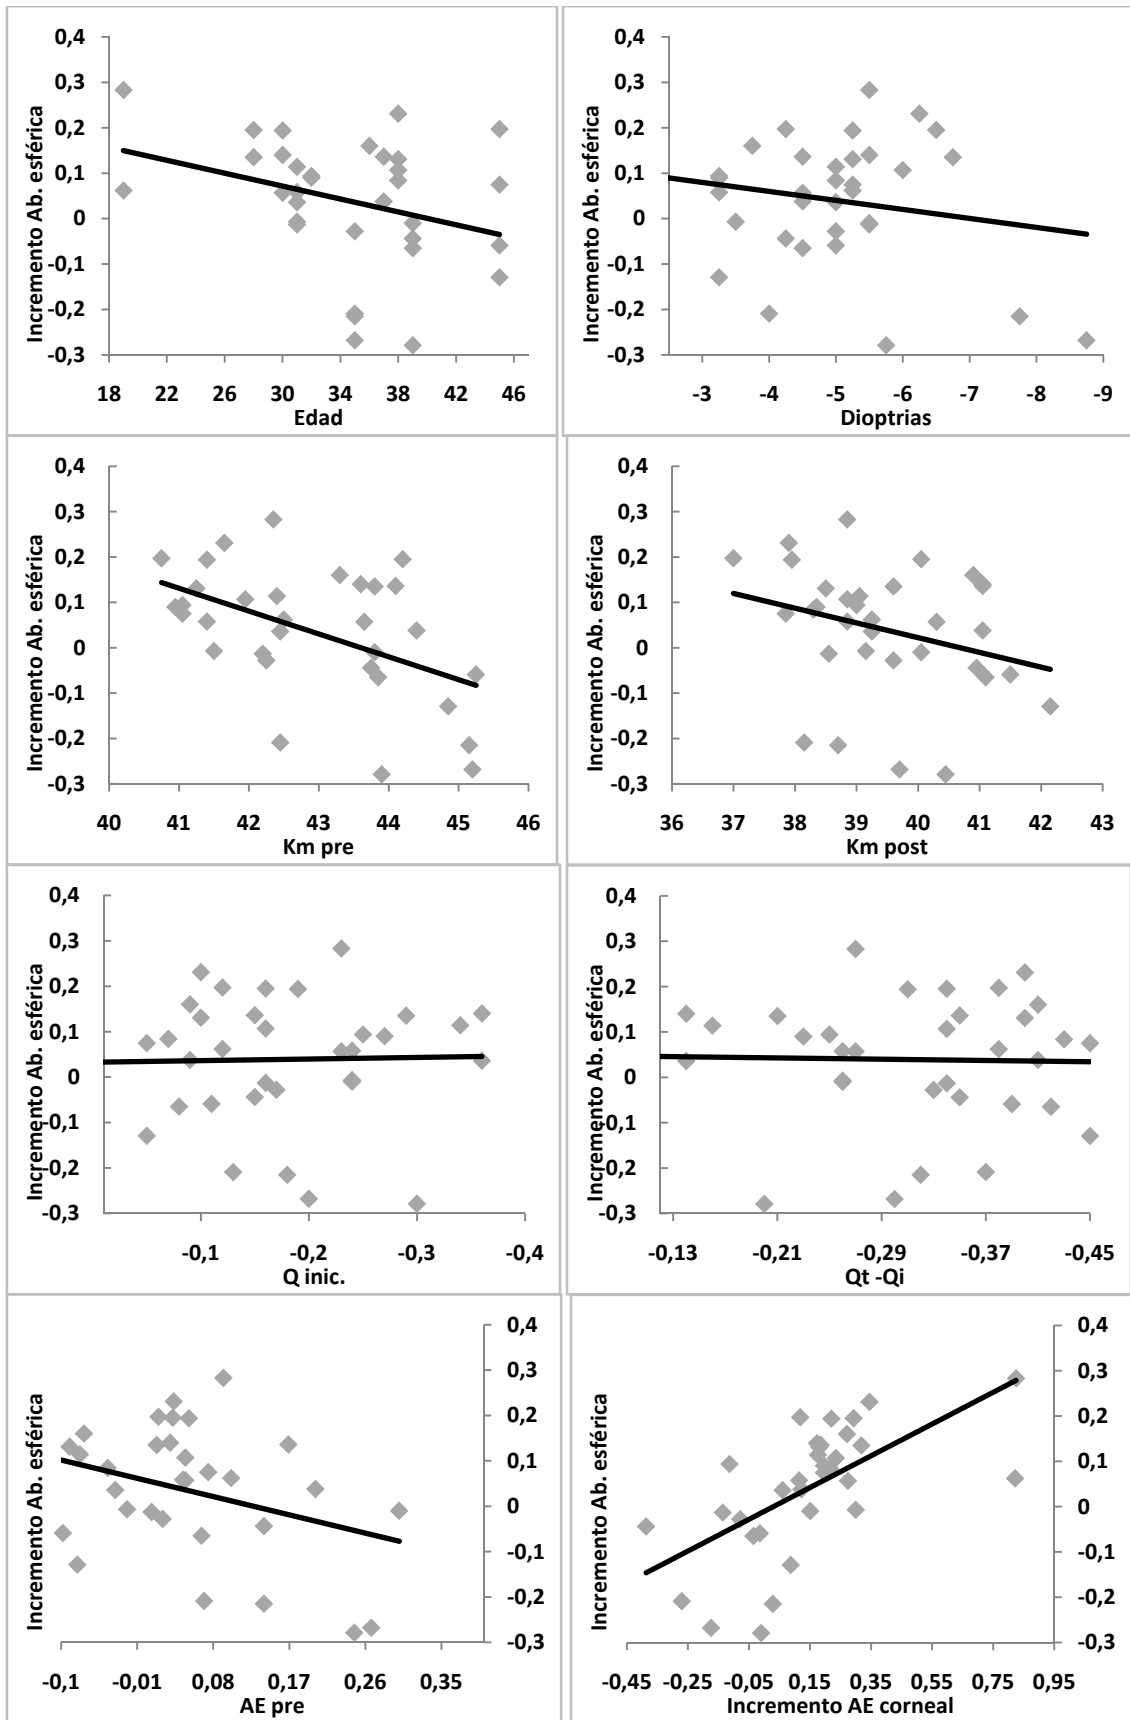 0,4
0,3
0,2
0,1
0
-0,1
-0,2
-0,3
Incremento Ab. esférica
18 22 26 30 34 38 42 46
Edad
0,4
0,3
0,2
0,1
0
-0,1
-0,2
-0,3
Incremento Ab. esférica
-3 -4 -5 -6 -7 -8 -9
Dioptrias
0,4
0,3
0,2
0,1
0
-0,1
-0,2
-0,3
Incremento Ab. esférica
40 41 42 43 44 45 46
Km pre
0,4
0,3
0,2
0,1
0
-0,1
-0,2
-0,3
Incremento Ab. esférica
36 37 38 39 40 41 42 43
Km post
0,4
0,3
0,2
0,1
0
-0,1
-0,2
-0,3
Incremento Ab. esférica
-0,1 -0,2 -0,3 -0,4
Q inic.
0,4
0,3
0,2
0,1
0
-0,1
-0,2
-0,3
Incremento Ab. esférica
-0,13 -0,21 -0,29 -0,37 -0,45
Qt -Qi
0,4
0,3
0,2
0,1
0
-0,1
-0,2
-0,3
Incremento Ab. esférica
-0,1 -0,01 0,08 0,17 0,26 0,35
AE pre
0,4
0,3
0,2
0,1
0
-0,1
-0,2
-0,3
Incremento Ab. esférica
-0,45 -0,25 -0,05 0,15 0,35 0,55 0,75 0,95
Incremento AE corneal